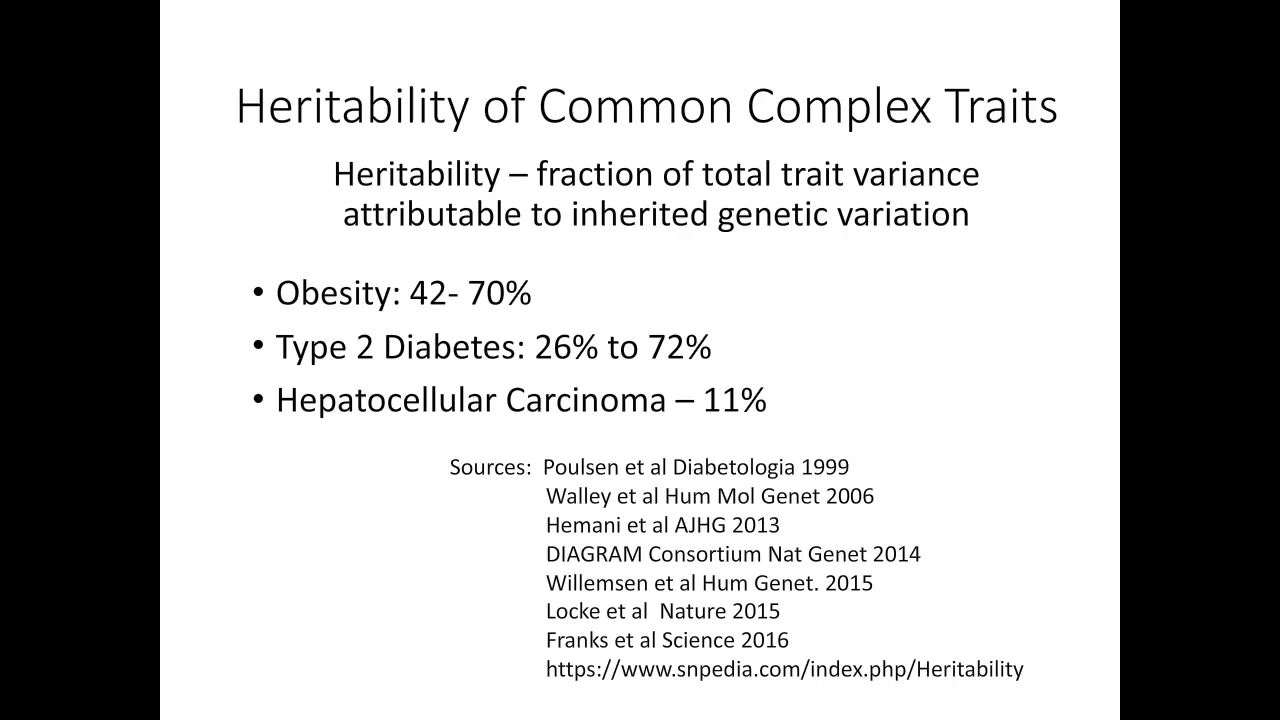 Heritability of Common Complex Traits
Heritability – fraction of total trait variance
attributable to inherited genetic variation
• Obesity: 42- 70%
• Type 2 Diabetes: 26% to 72%
• Hepatocellular Carcinoma – 11%
Sources: Poulsen et al Diabetologia 1999
Walley et al Hum Mol Genet 2006
Hemani et al AJHG 2013
DIAGRAM Consortium Nat Genet 2014
Willemsen et al Hum Genet. 2015
Locke et al Nature 2015
Franks et al Science 2016
https://www.snpedia.com/index.php/Heritability